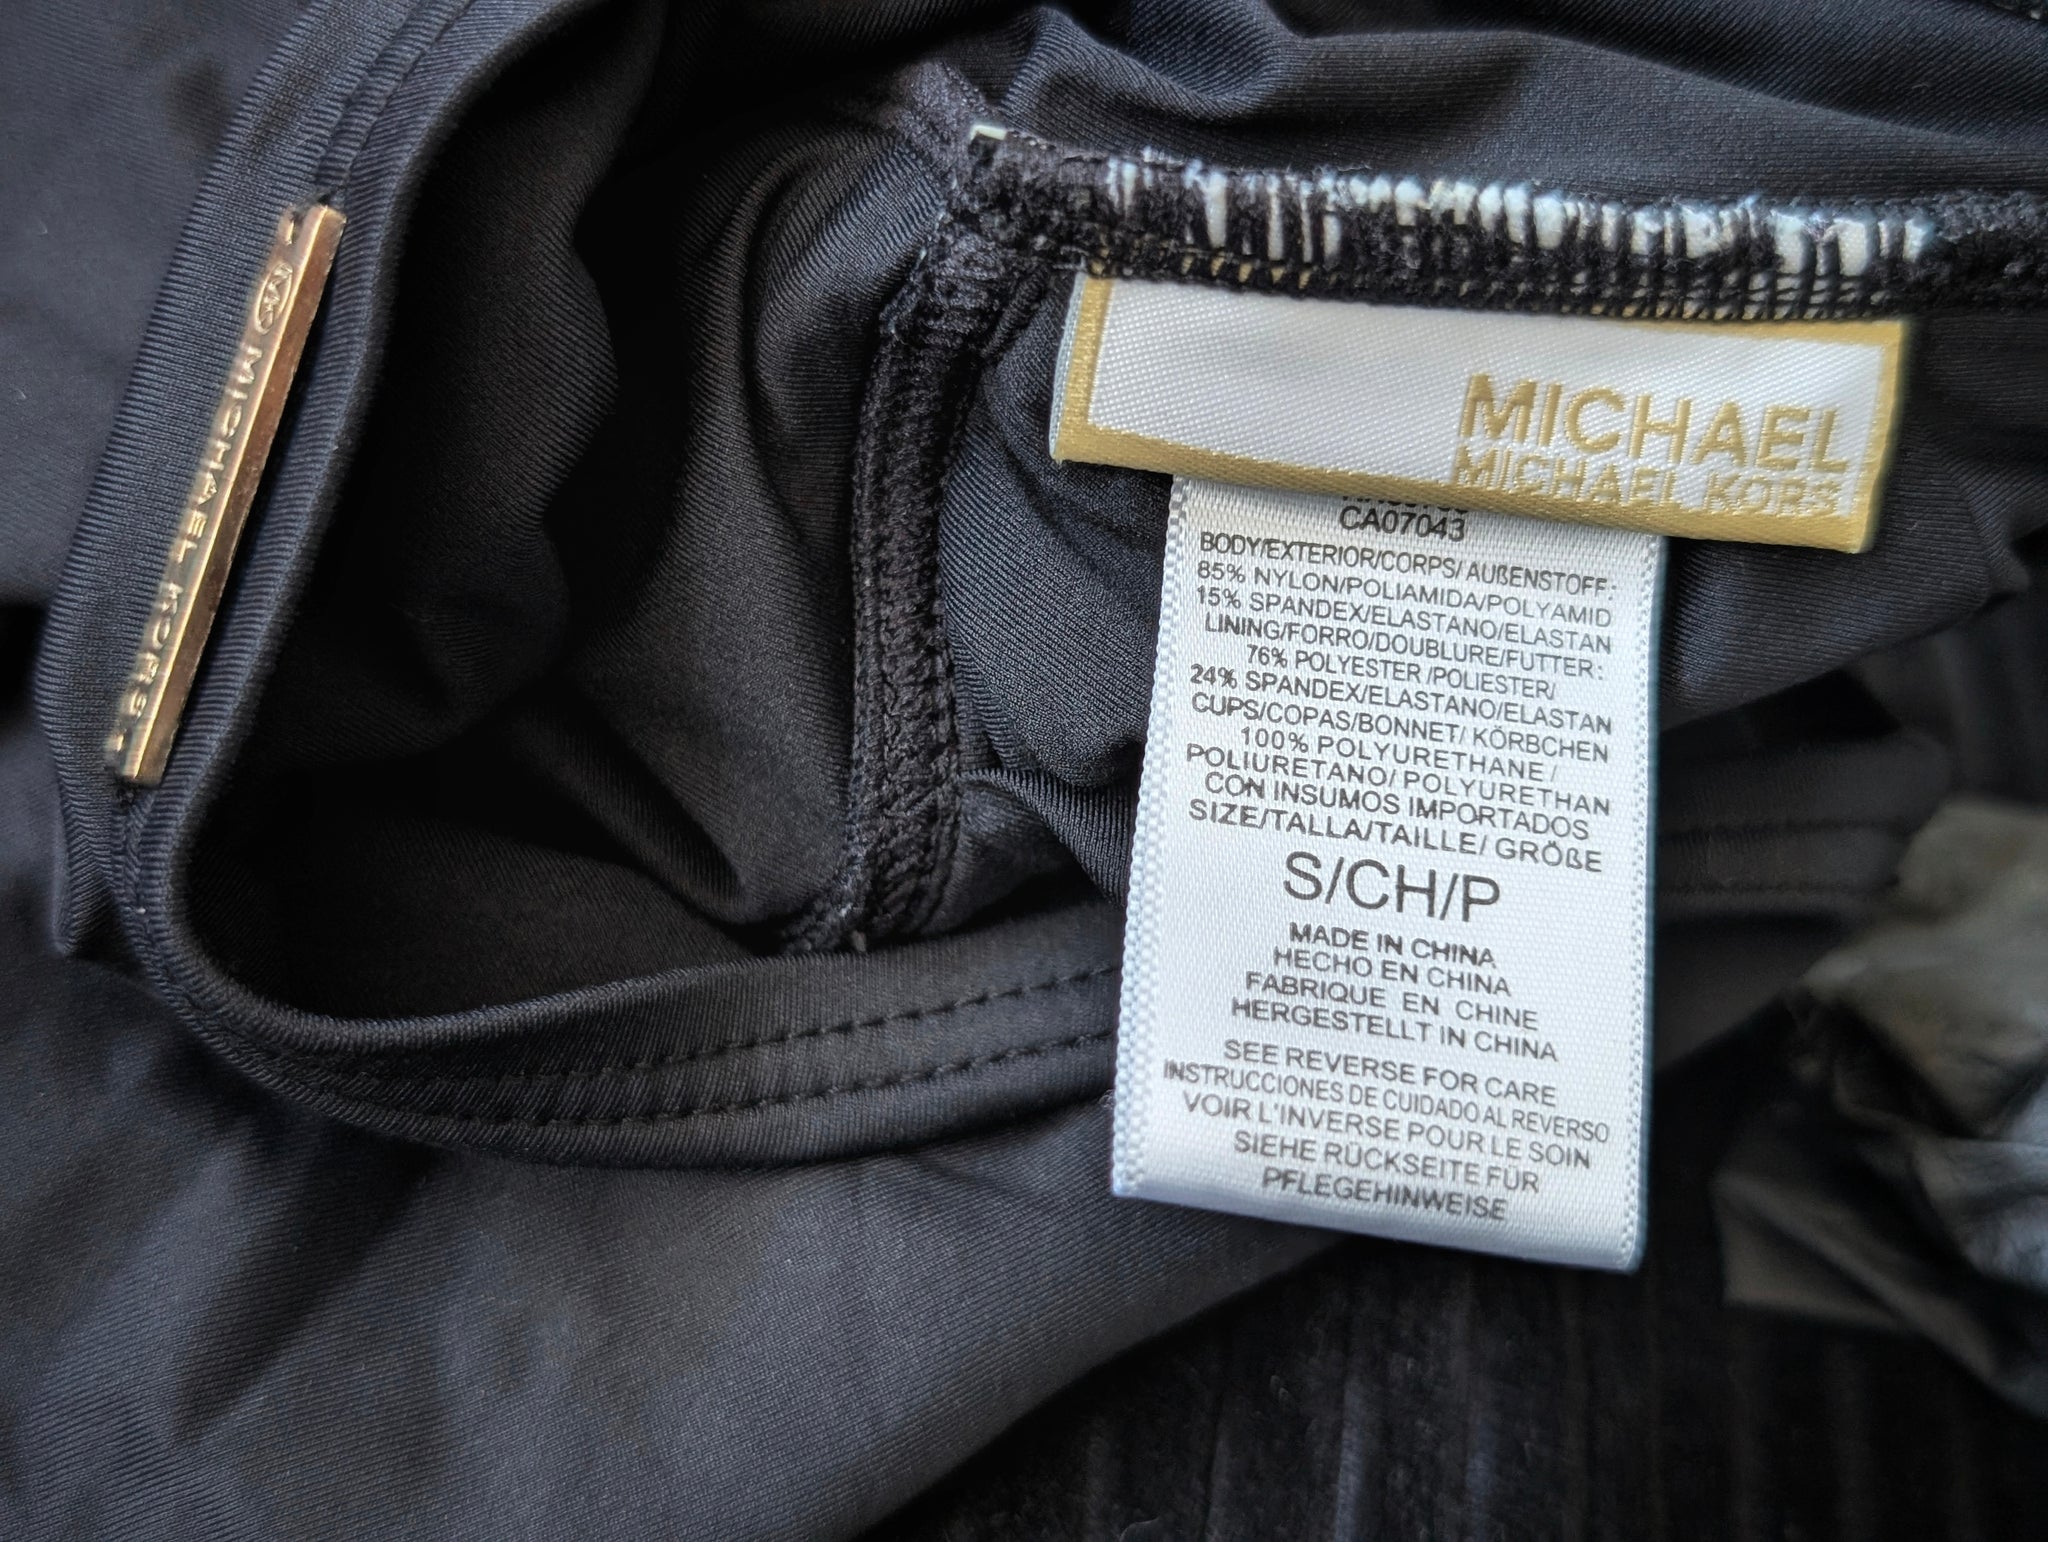 MK MICHAEL KORS
MICHAEL
MICHAEL KORS
CA07043
BODY/EXTERIOR/CORPS/ AUßENSTOFF:
85% NYLON/POLIAMIDA/POLYAMID
15% SPANDEX/ELASTANO/ELASTAN
LINING/FORRO/DOUBLURE/FUTTER:
76% POLYESTER /POLIESTER/
24% SPANDEX/ELASTANO/ELASTAN
CUPS/COPAS/BONNET/ KÖRBCHEN
100% POLYURETHANE/
POLIURETANO/ POLYURETHAN
CON INSUMOS IMPORTADOS
SIZE/TALLA/TAILLE/ GRÖßE
S/CH/P
MADE IN CHINA
HECHO EN CHINA
FABRIQUE EN CHINE
HERGESTELLT IN CHINA
SEE REVERSE FOR CARE
INSTRUCCIONES DE CUIDADO AL REVERSO
VOIR L'INVERSE POUR LE SOIN
SIEHE RÜCKSEITE FÜR
PFLEGEHINWEISE